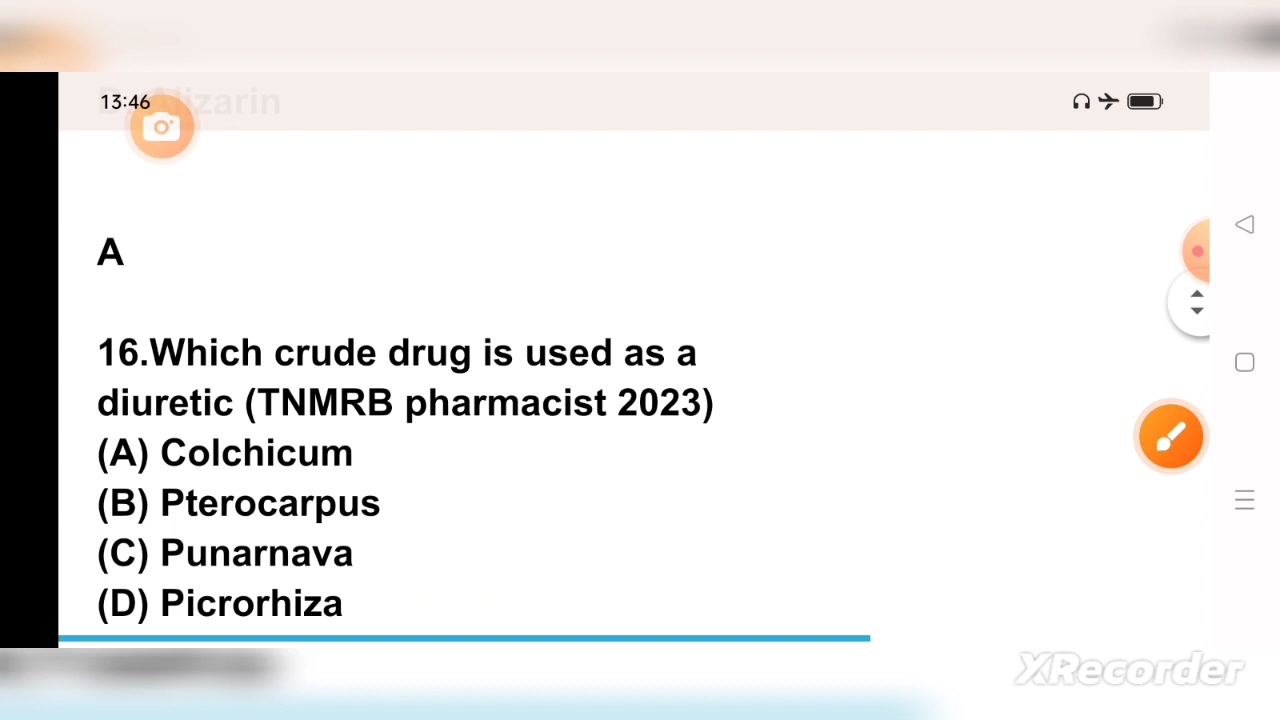 13:46
A
16.Which crude drug is used as a
diuretic (TNMRB pharmacist 2023)
(A) Colchicum
(B) Pterocarpus
(C) Punarnava
(D) Picrorhiza
XRecorder